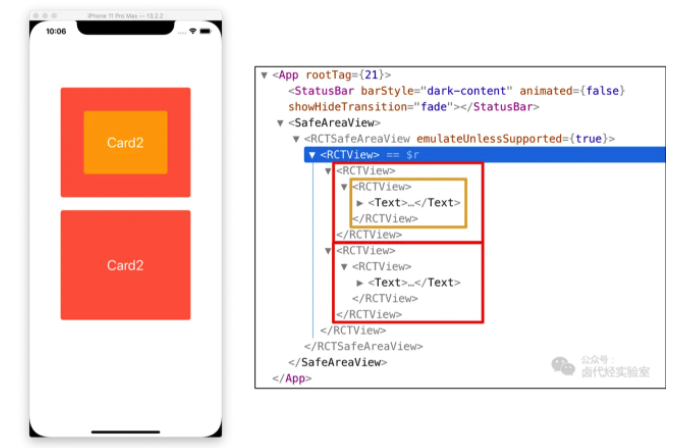 iPhone 11 Pro Max — 13.2.2
10:06
Card2
Card2
▼ <App rootTag={21}>
<StatusBar barStyle="dark-content" animated={false}
showHideTransition="fade"></StatusBar>
▼ <SafeAreaView>
▼ <RCTSafeAreaView emulateUnlessSupported={true}>
▼ <RCTView> == $r
▼ <RCTView>
▼ <RCTView>
▶ <Text>…</Text>
</RCTView>
</RCTView>
▼ <RCTView>
▼ <RCTView>
▶ <Text>…</Text>
</RCTView>
</RCTView>
</RCTView>
</RCTSafeAreaView>
</SafeAreaView>
</App>
公众号：
卤代烃实验室